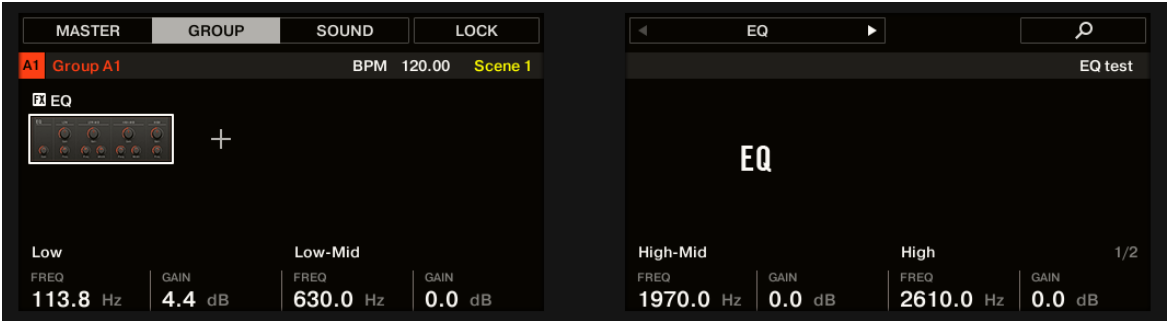 MASTER GROUP SOUND LOCK
A1 Group A1 BPM 120.00 Scene 1
FX EQ
Low Low-Mid
FREQ GAIN FREQ GAIN
113.8 Hz 4.4 dB 630.0 Hz 0.0 dB
EQ
EQ test
EQ
High-Mid High 1/2
FREQ GAIN FREQ GAIN
1970.0 Hz 0.0 dB 2610.0 Hz 0.0 dB